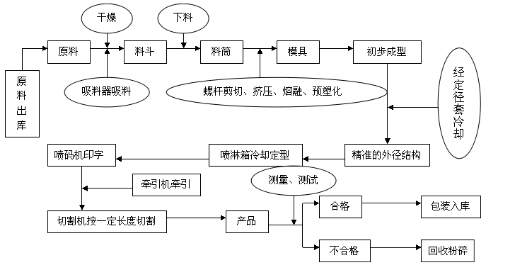 干燥
下料
原料
料斗
料筒
模具
初步成型
原料出库
吸料器吸料
螺杆剪切、挤压、熔融、预塑化
经定径套冷却
喷码机印字
喷淋箱冷却定型
精准的外径结构
牵引机牵引
测量、测试
切割机按一定长度切割
产品
合格
包装入库
不合格
回收粉碎